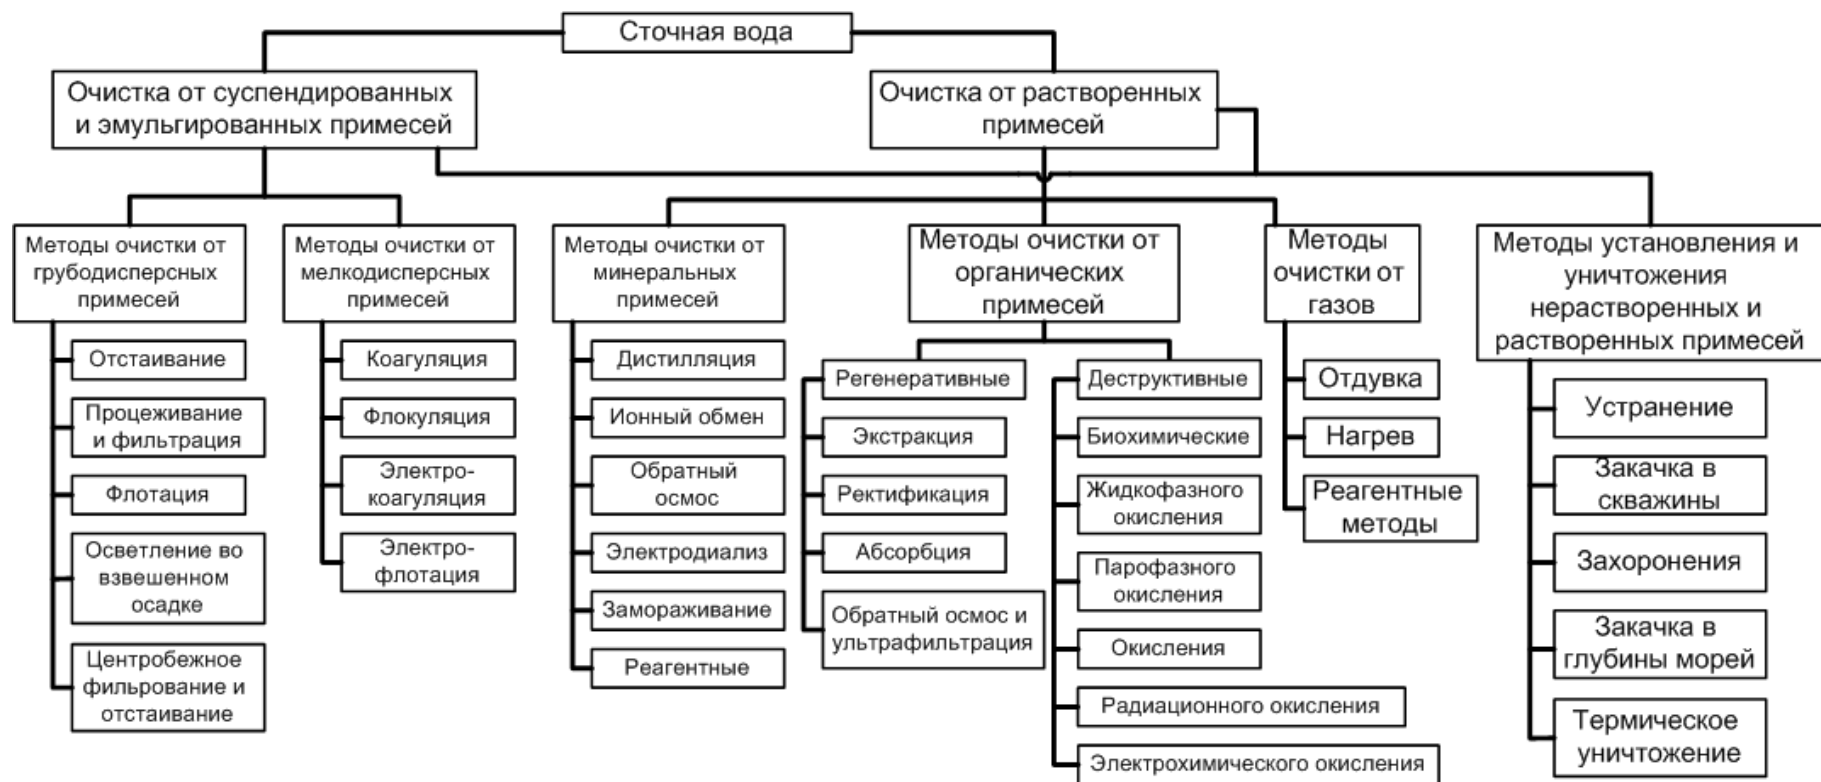 Сточная вода
Очистка от суспендированных
и эмульгированных примесей
Очистка от растворенных
примесей
Методы очистки от
грубодисперсных
примесей
Отстаивание
Процеживание
и фильтрация
Флотация
Осветление во
взвешенном
осадке
Центробежное
фильрование и
отстаивание
Методы очистки от
мелкодисперсных
примесей
Коагуляция
Флокуляция
Электро-
коагуляция
Электро-
флотация
Методы очистки от
минеральных
примесей
Дистилляция
Ионный обмен
Обратный
осмос
Электродиализ
Замораживание
Реагентные
Методы очистки от
органических
примесей
Регенеративные
Экстракция
Ректификация
Абсорбция
Обратный осмос и
ультрафильтрация
Деструктивные
Биохимические
Жидкофазного
окисления
Парофазного
окисления
Окисления
Радиационного окисления
Электрохимического окисления
Методы
очистки от
газов
Отдувка
Нагрев
Реагентные
методы
Методы установления и
уничтожения
нерастворенных и
растворенных примесей
Устранение
Закачка в
скважины
Захоронения
Закачка в
глубины морей
Термическое
уничтожение